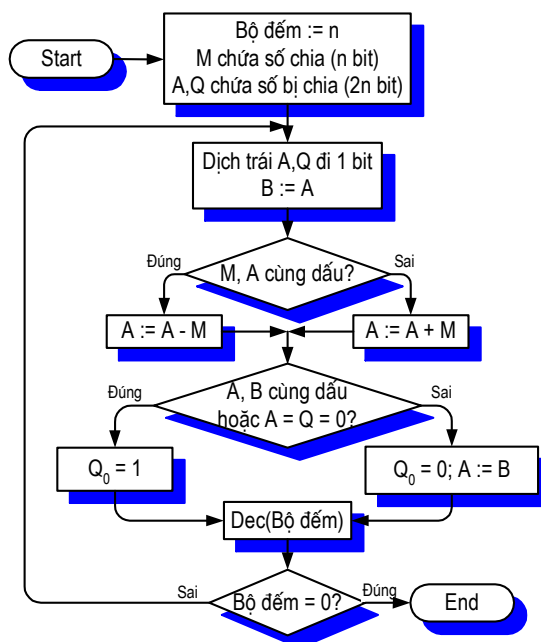 Start
Bộ đếm := n
M chứa số chia (n bit)
A,Q chứa số bị chia (2n bit)
Dịch trái A,Q đi 1 bit
B := A
Đúng
M, A cùng dấu?
Sai
A := A - M
A := A + M
Đúng
A, B cùng dấu
hoặc A = Q = 0?
Sai
Q₀ = 1
Q₀ = 0; A := B
Dec(Bộ đếm)
Sai
Bộ đếm = 0?
Đúng
End